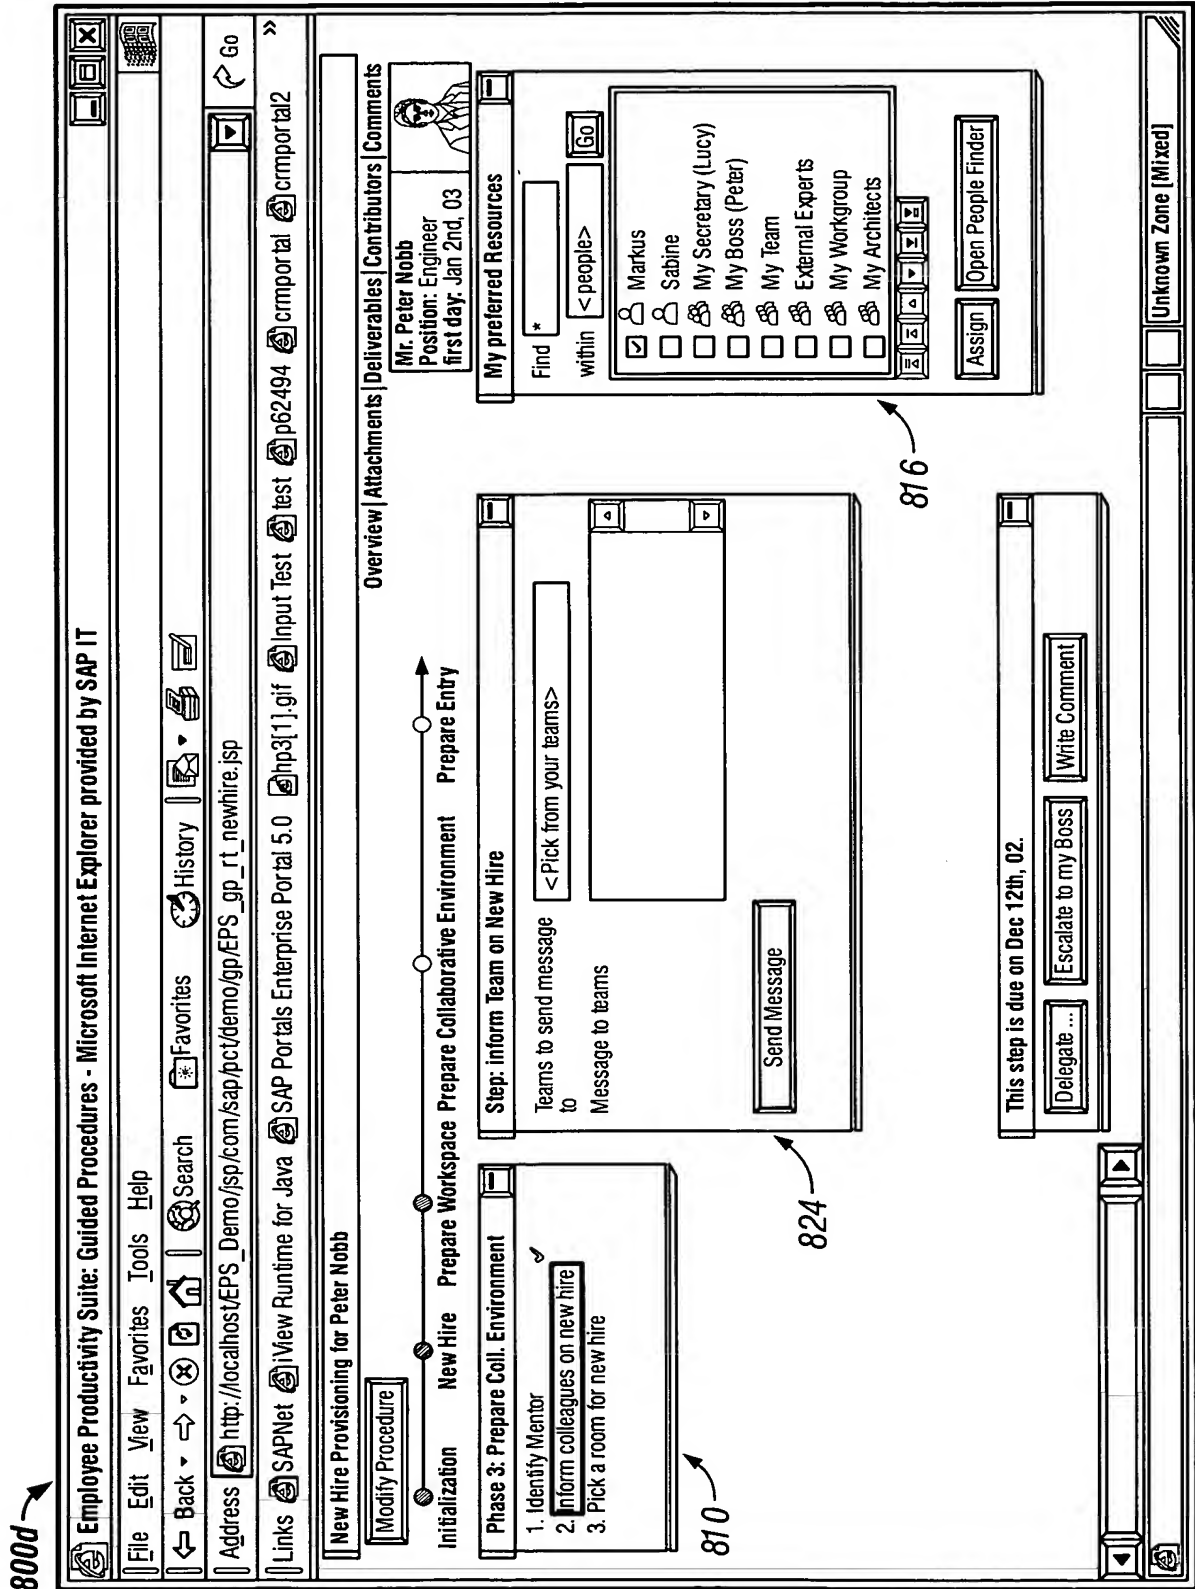 800d
Employee Productivity Suite: Guided Procedures - Microsoft Internet Explorer provided by SAP IT
File Edit View Favorites Tools Help
Back Search Favorites History
Address http://localhost/EPS_Demo/jsp/com/sap/pct/demo/gp/EPS_gp_rt_newhire.jsp Go
Links SAPNet iView Runtime for Java SAP Portals Enterprise Portal 5.0 hp3[1].gif Input Test test p62494 crmportal crmportal2 »
New Hire Provisioning for Peter Nobb
Overview | Attachments | Deliverables | Contributors | Comments
Modify Procedure
Mr. Peter Nobb
Position: Engineer
first day: Jan 2nd, 03
Initialization New Hire Prepare Workspace Prepare Collaborative Environment Prepare Entry
Phase 3: Prepare Coll. Environment
1. Identify Mentor
2. Inform colleagues on new hire
3. Pick a room for new hire
810
Step: inform Team on New Hire
Teams to send message
to
<Pick from your teams>
Message to teams
Send Message
824
This step is due on Dec 12th, 02.
Delegate ... Escalate to my Boss Write Comment
My preferred Resources
Find *
within <people> Go
Markus
Sabine
My Secretary (Lucy)
My Boss (Peter)
My Team
External Experts
My Workgroup
My Architects
Assign Open People Finder
816
Unknown Zone [Mixed]